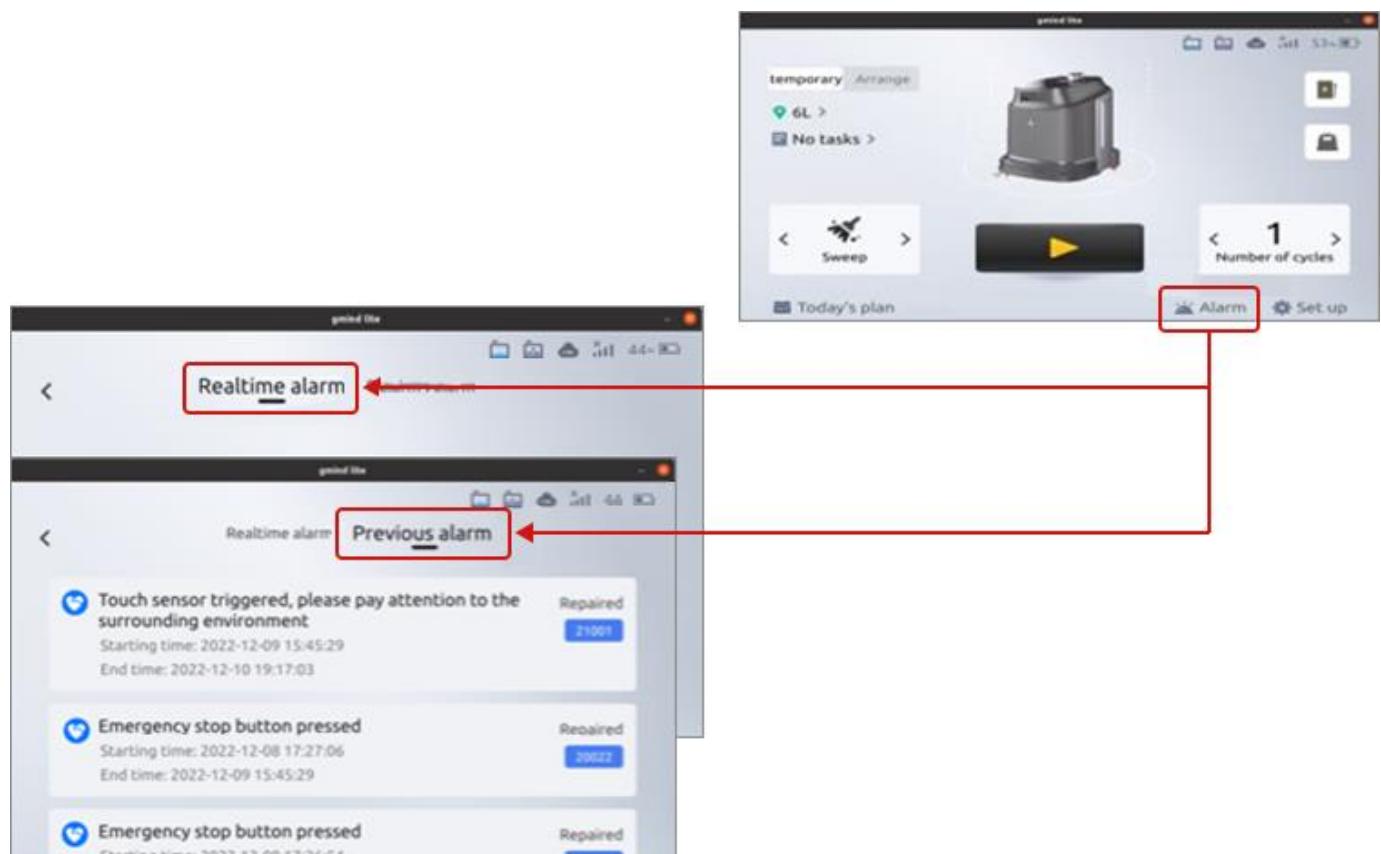 gmind lite
temporary Arrange
6L >
No tasks >
< Sweep >
< 1 >
Number of cycles
Today's plan
Alarm Set up
gmind lite
44%
< Realtime alarm
gmind lite
44
< Realtime alarm Previous alarm
Touch sensor triggered, please pay attention to the
surrounding environment
Starting time: 2022-12-09 15:45:29
End time: 2022-12-10 19:17:03
Repaired
21001
Emergency stop button pressed
Starting time: 2022-12-08 17:27:06
End time: 2022-12-09 15:45:29
Repaired
20022
Emergency stop button pressed
Repaired